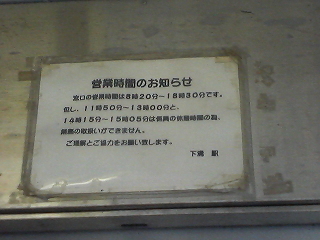 営業時間のお知らせ
窓口の営業時間は8時20分～18時30分です。
但し、11時50分～13時00分と、
14時15分～15時05分は係員の休憩時間の為、
業務の取扱いができません。
ご理解とご協力をお願い致します。
下 駅